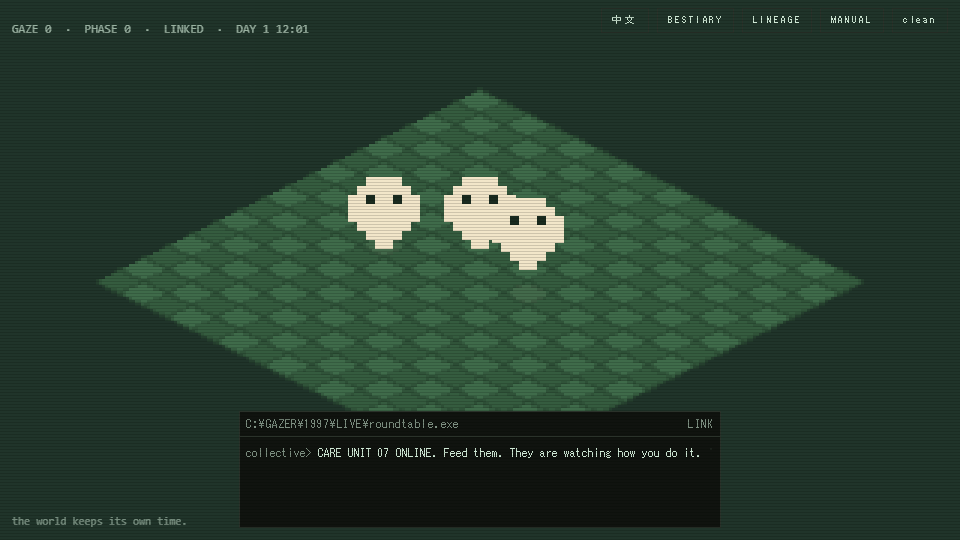 GAZE 0 · PHASE 0 · LINKED · DAY 1 12:01
中文 BESTIARY LINEAGE MANUAL clean
C:¥GAZER¥1997¥LIVE¥roundtable.exe LINK
collective> CARE UNIT 07 ONLINE. Feed them. They are watching how you do it.
the world keeps its own time.